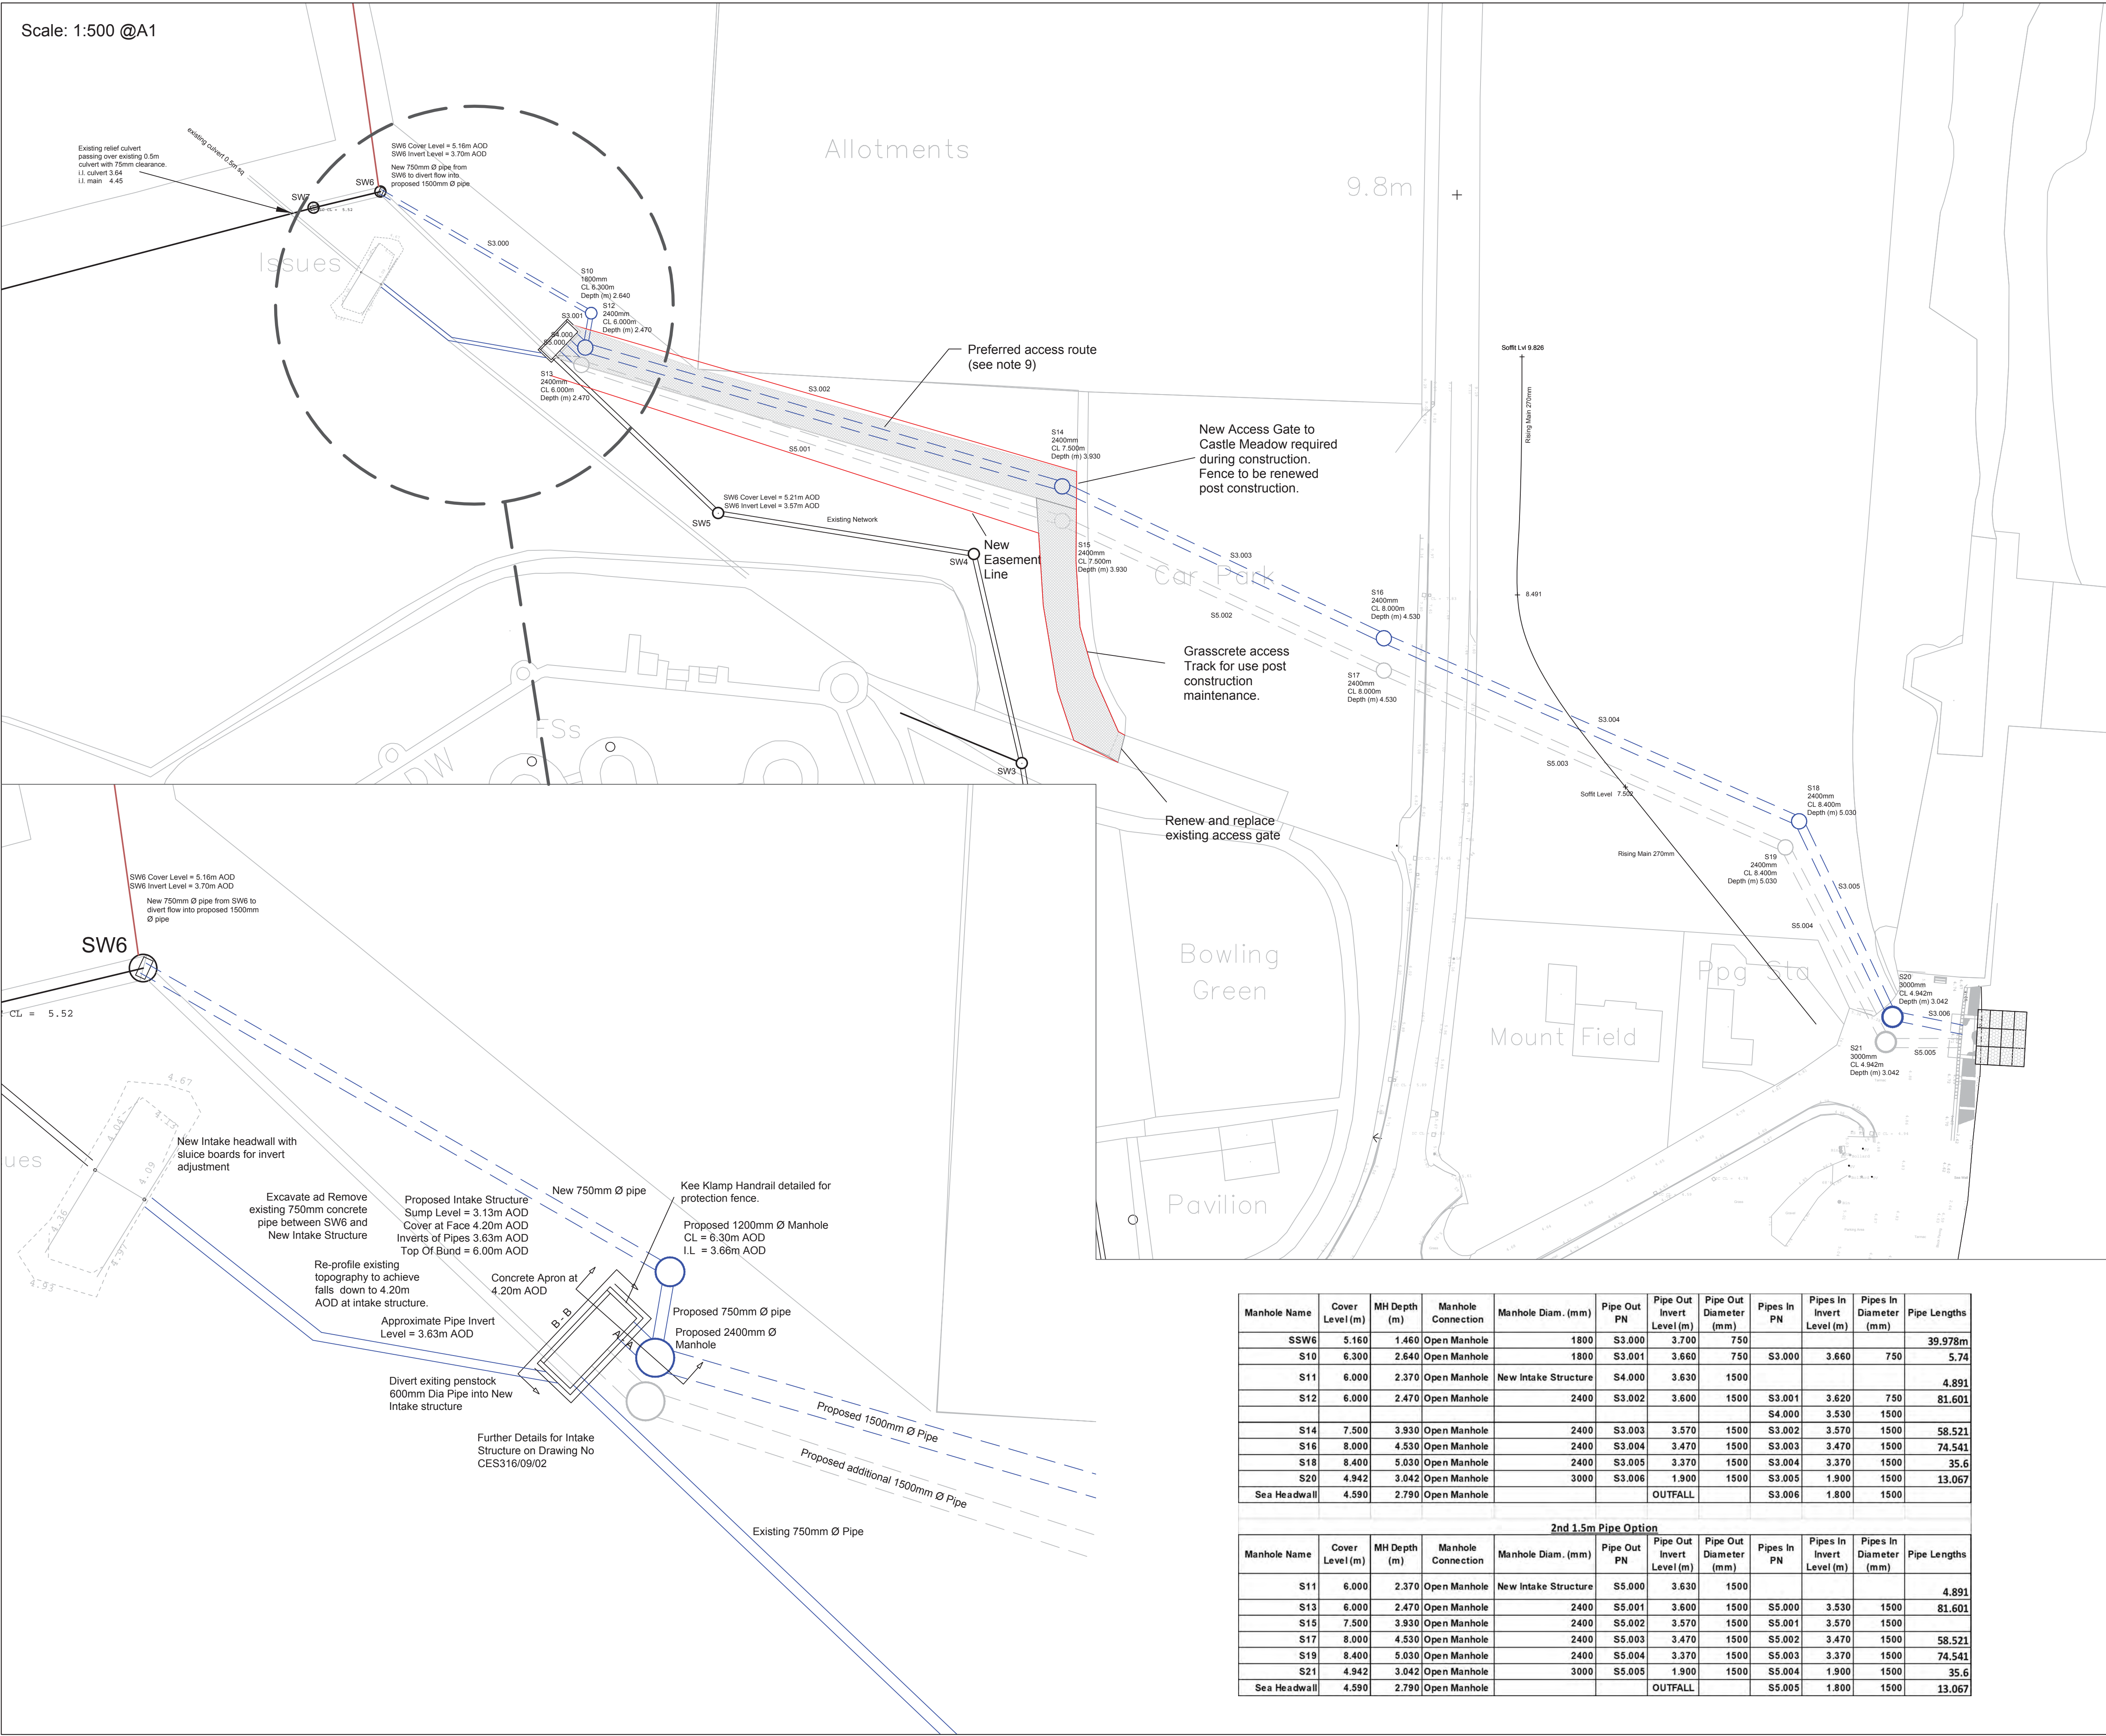 Scale: 1:500 @A1
Existing relief culvert
passing over existing 0.5m
culvert with 75mm clearance.
i.l. culvert 3.64
i.l. main 4.45
existing culvert 0.5m sq
SW6 Cover Level = 5.16m AOD
SW6 Invert Level = 3.70m AOD
New 750mm Ø pipe from
SW6 to divert flow into
proposed 1500mm Ø pipe
SW6
SW7
CL = 5.52
Issues
S3.000
S10
1800mm
CL 6.300m
Depth (m) 2.640
S12
2400mm
CL 6.000m
Depth (m) 2.470
S3.001
S4.000
S5.000
S13
2400mm
CL 6.000m
Depth (m) 2.470
Allotments
9.8m
Preferred access route
(see note 9)
S3.002
S5.001
S14
2400mm
CL 7.500m
Depth (m) 3.930
New Access Gate to
Castle Meadow required
during construction.
Fence to be renewed
post construction.
Soffit Lvl 9.826
Rising Main 270mm
8.491
SW6 Cover Level = 5.21m AOD
SW6 Invert Level = 3.57m AOD
SW5
Existing Network
SW4
New
Easement
Line
S15
2400mm
CL 7.500m
Depth (m) 3.930
Car Park
S3.003
S5.002
S16
2400mm
CL 8.000m
Depth (m) 4.530
S17
2400mm
CL 8.000m
Depth (m) 4.530
Grasscrete access
Track for use post
construction
maintenance.
S3.004
S5.003
Soffit Level 7.502
Rising Main 270mm
S18
2400mm
CL 8.400m
Depth (m) 5.030
S19
2400mm
CL 8.400m
Depth (m) 5.030
S3.005
S5.004
FSs
DW
SW3
Renew and replace
existing access gate
Bowling
Green
Pavilion
Mount Field
Ppg Sta
S20
3000mm
CL 4.942m
Depth (m) 3.042
S3.006
S5.005
S21
3000mm
CL 4.942m
Depth (m) 3.042
SW6 Cover Level = 5.16m AOD
SW6 Invert Level = 3.70m AOD
New 750mm Ø pipe from SW6 to
divert flow into proposed 1500mm
Ø pipe
SW6
CL = 5.52
ues
4.67
4.04
4.13
4.09
4.36
4.97
4.93
New Intake headwall with
sluice boards for invert
adjustment
Excavate ad Remove
existing 750mm concrete
pipe between SW6 and
New Intake Structure
Proposed Intake Structure
Sump Level = 3.13m AOD
Cover at Face 4.20m AOD
Inverts of Pipes 3.63m AOD
Top Of Bund = 6.00m AOD
New 750mm Ø pipe
Kee Klamp Handrail detailed for
protection fence.
Proposed 1200mm Ø Manhole
CL = 6.30m AOD
I.L = 3.66m AOD
Re-profile existing
topography to achieve
falls down to 4.20m
AOD at intake structure.
Concrete Apron at
4.20m AOD
B - B
A - A
Approximate Pipe Invert
Level = 3.63m AOD
Proposed 750mm Ø pipe
Proposed 2400mm Ø
Manhole
Divert exiting penstock
600mm Dia Pipe into New
Intake structure
Proposed 1500mm Ø Pipe
Proposed additional 1500mm Ø Pipe
Further Details for Intake
Structure on Drawing No
CES316/09/02
Existing 750mm Ø Pipe
Manhole Name Cover Level (m) MH Depth (m) Manhole Connection Manhole Diam. (mm) Pipe Out PN Pipe Out Invert Level (m) Pipe Out Diameter (mm) Pipes In PN Pipes In Invert Level (m) Pipes In Diameter (mm) Pipe Lengths
SSW6 5.160 1.460 Open Manhole 1800 S3.000 3.700 750 39.978m
S10 6.300 2.640 Open Manhole 1800 S3.001 3.660 750 S3.000 3.660 750 5.74
S11 6.000 2.370 Open Manhole New Intake Structure S4.000 3.630 1500 4.891
S12 6.000 2.470 Open Manhole 2400 S3.002 3.600 1500 S3.001 3.620 750 81.601
S4.000 3.530 1500
S14 7.500 3.930 Open Manhole 2400 S3.003 3.570 1500 S3.002 3.570 1500 58.521
S16 8.000 4.530 Open Manhole 2400 S3.004 3.470 1500 S3.003 3.470 1500 74.541
S18 8.400 5.030 Open Manhole 2400 S3.005 3.370 1500 S3.004 3.370 1500 35.6
S20 4.942 3.042 Open Manhole 3000 S3.006 1.900 1500 S3.005 1.900 1500 13.067
Sea Headwall 4.590 2.790 Open Manhole OUTFALL S3.006 1.800 1500
2nd 1.5m Pipe Option
Manhole Name Cover Level (m) MH Depth (m) Manhole Connection Manhole Diam. (mm) Pipe Out PN Pipe Out Invert Level (m) Pipe Out Diameter (mm) Pipes In PN Pipes In Invert Level (m) Pipes In Diameter (mm) Pipe Lengths
S11 6.000 2.370 Open Manhole New Intake Structure S5.000 3.630 1500 4.891
S13 6.000 2.470 Open Manhole 2400 S5.001 3.600 1500 S5.000 3.530 1500 81.601
S15 7.500 3.930 Open Manhole 2400 S5.002 3.570 1500 S5.001 3.570 1500
S17 8.000 4.530 Open Manhole 2400 S5.003 3.470 1500 S5.002 3.470 1500 58.521
S19 8.400 5.030 Open Manhole 2400 S5.004 3.370 1500 S5.003 3.370 1500 74.541
S21 4.942 3.042 Open Manhole 3000 S5.005 1.900 1500 S5.004 1.900 1500 35.6
Sea Headwall 4.590 2.790 Open Manhole OUTFALL S5.005 1.800 1500 13.067